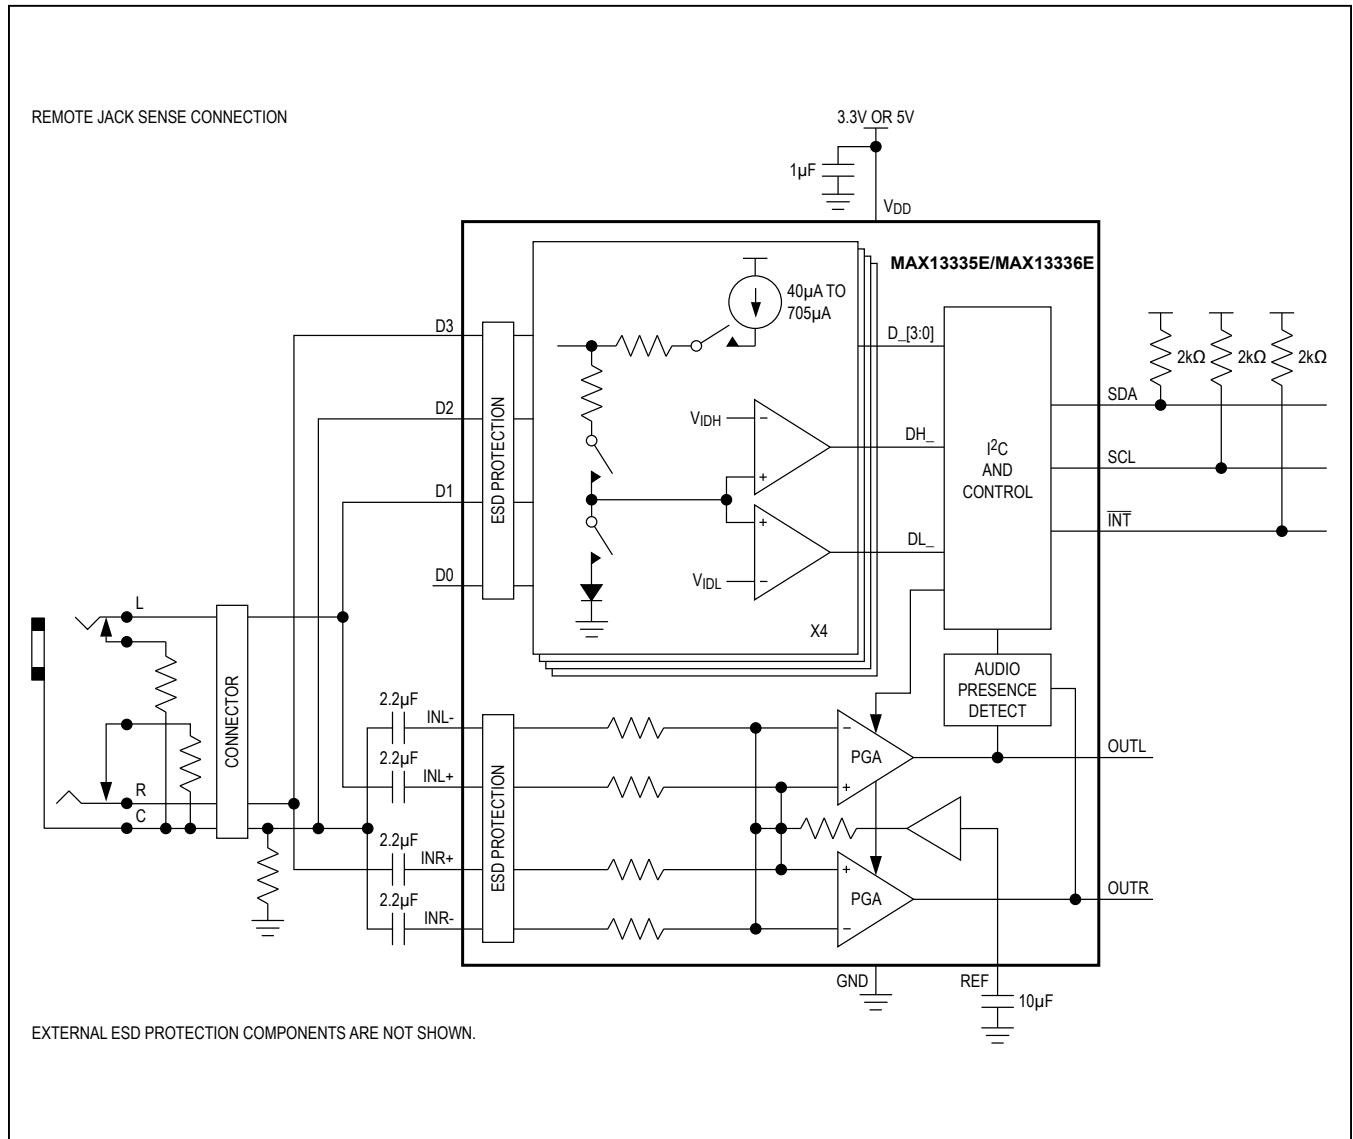 REMOTE JACK SENSE CONNECTION
3.3V OR 5V
1µF
VDD
MAX13335E/MAX13336E
40µA TO
705µA
D3
D_[3:0]
2kΩ
2kΩ
2kΩ
SDA
D2
ESD PROTECTION
VIDH
−
+
DH_
I2C
AND
CONTROL
SCL
D1
+
−
DL_
INT
D0
VIDL
X4
L
CONNECTOR
AUDIO
PRESENCE
DETECT
2.2µF
INL-
ESD PROTECTION
−
PGA
+
OUTL
2.2µF
INL+
R
C
2.2µF
INR+
+
PGA
−
OUTR
2.2µF
INR-
GND
REF
10µF
EXTERNAL ESD PROTECTION COMPONENTS ARE NOT SHOWN.